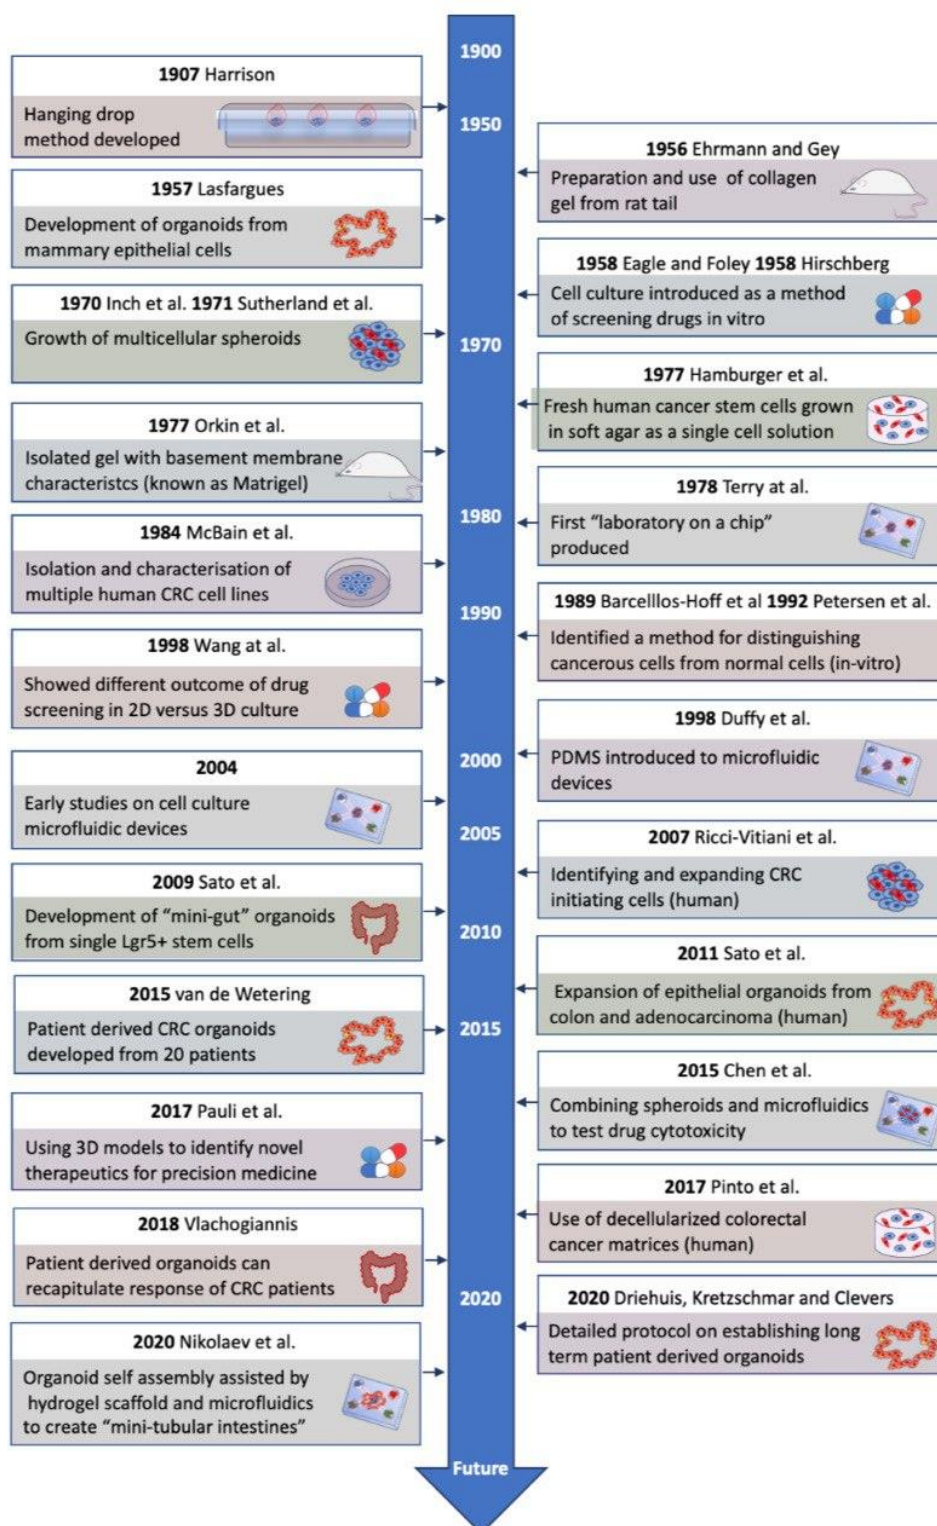 1900
1907 Harrison
Hanging drop
method developed
1950
1956 Ehrmann and Gey
Preparation and use of collagen
gel from rat tail
1957 Lasfargues
Development of organoids from
mammary epithelial cells
1958 Eagle and Foley 1958 Hirschberg
Cell culture introduced as a method
of screening drugs in vitro
1970 Inch et al. 1971 Sutherland et al.
Growth of multicellular spheroids
1970
1977 Hamburger et al.
Fresh human cancer stem cells grown
in soft agar as a single cell solution
1977 Orkin et al.
Isolated gel with basement membrane
characteristcs (known as Matrigel)
1978 Terry at al.
First “laboratory on a chip”
produced
1980
1984 McBain et al.
Isolation and characterisation of
multiple human CRC cell lines
1989 Barcelllos-Hoff et al 1992 Petersen et al.
Identified a method for distinguishing
cancerous cells from normal cells (in-vitro)
1990
1998 Wang at al.
Showed different outcome of drug
screening in 2D versus 3D culture
1998 Duffy et al.
PDMS introduced to microfluidic
devices
2000
2004
Early studies on cell culture
microfluidic devices
2005
2007 Ricci-Vitiani et al.
Identifying and expanding CRC
initiating cells (human)
2009 Sato et al.
Development of “mini-gut” organoids
from single Lgr5+ stem cells
2010
2011 Sato et al.
Expansion of epithelial organoids from
colon and adenocarcinoma (human)
2015 van de Wetering
Patient derived CRC organoids
developed from 20 patients
2015
2015 Chen et al.
Combining spheroids and microfluidics
to test drug cytotoxicity
2017 Pauli et al.
Using 3D models to identify novel
therapeutics for precision medicine
2017 Pinto et al.
Use of decellularized colorectal
cancer matrices (human)
2018 Vlachogiannis
Patient derived organoids can
recapitulate response of CRC patients
2020
2020 Driehuis, Kretzschmar and Clevers
Detailed protocol on establishing long
term patient derived organoids
2020 Nikolaev et al.
Organoid self assembly assisted by
hydrogel scaffold and microfluidics
to create “mini-tubular intestines”
Future